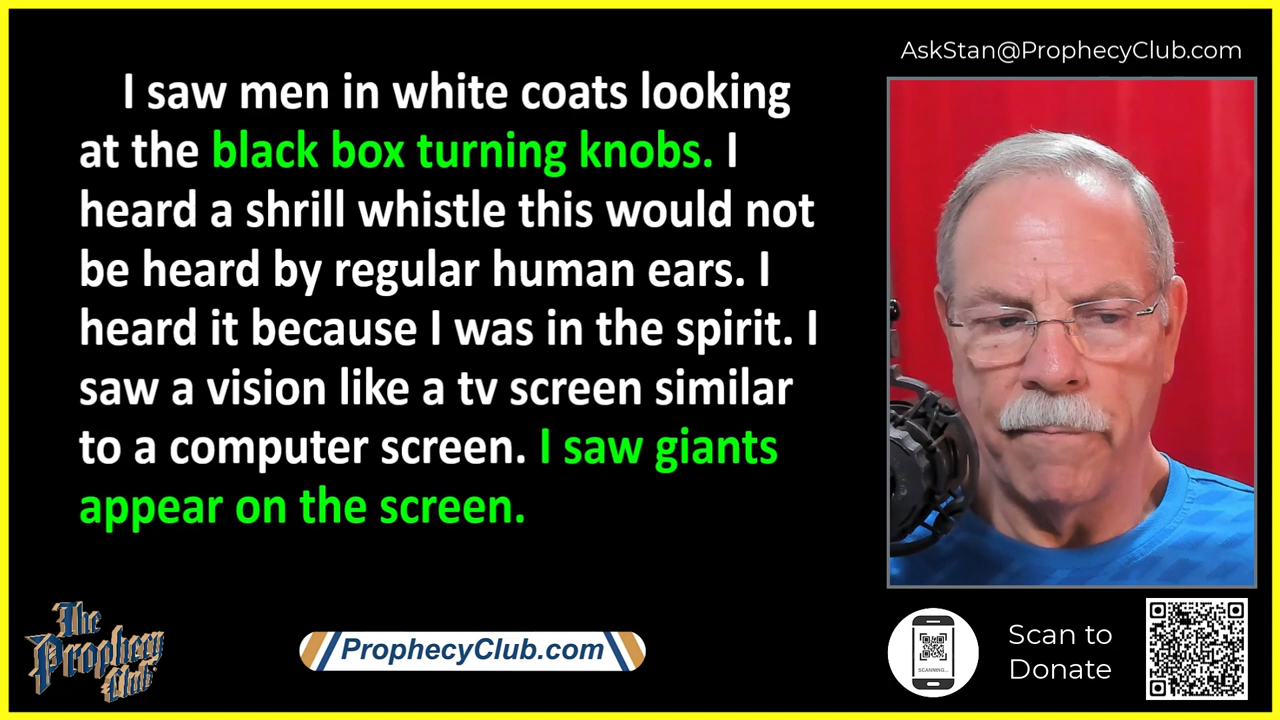 AskStan@ProphecyClub.com
I saw men in white coats looking
at the black box turning knobs. I
heard a shrill whistle this would not
be heard by regular human ears. I
heard it because I was in the spirit. I
saw a vision like a tv screen similar
to a computer screen. I saw giants
appear on the screen.
The
Prophecy
Club
ProphecyClub.com
SCANNING...
Scan to
Donate